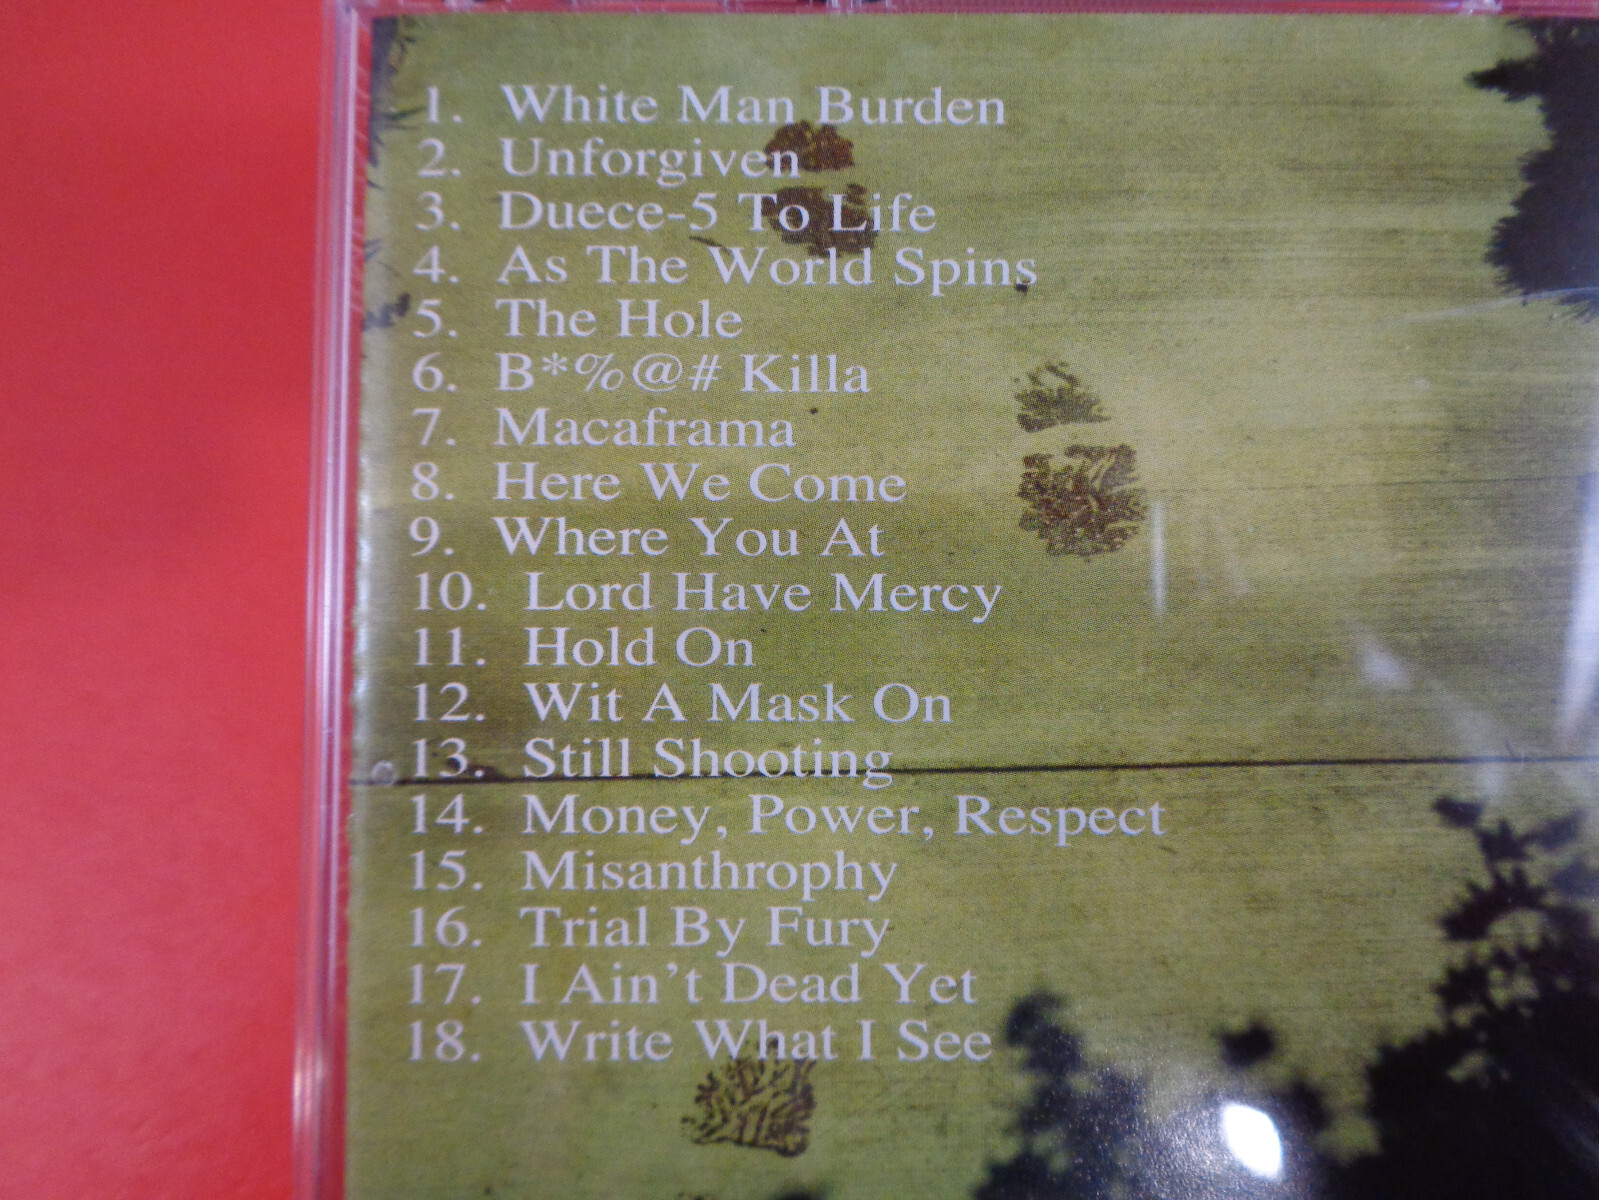 1. White Man Burden
2. Unforgiven
3. Duece-5 To Life
4. As The World Spins
5. The Hole
6. B*%@# Killa
7. Macaframa
8. Here We Come
9. Where You At
10. Lord Have Mercy
11. Hold On
12. Wit A Mask On
13. Still Shooting
14. Money, Power, Respect
15. Misanthrophy
16. Trial By Fury
17. I Ain't Dead Yet
18. Write What I See